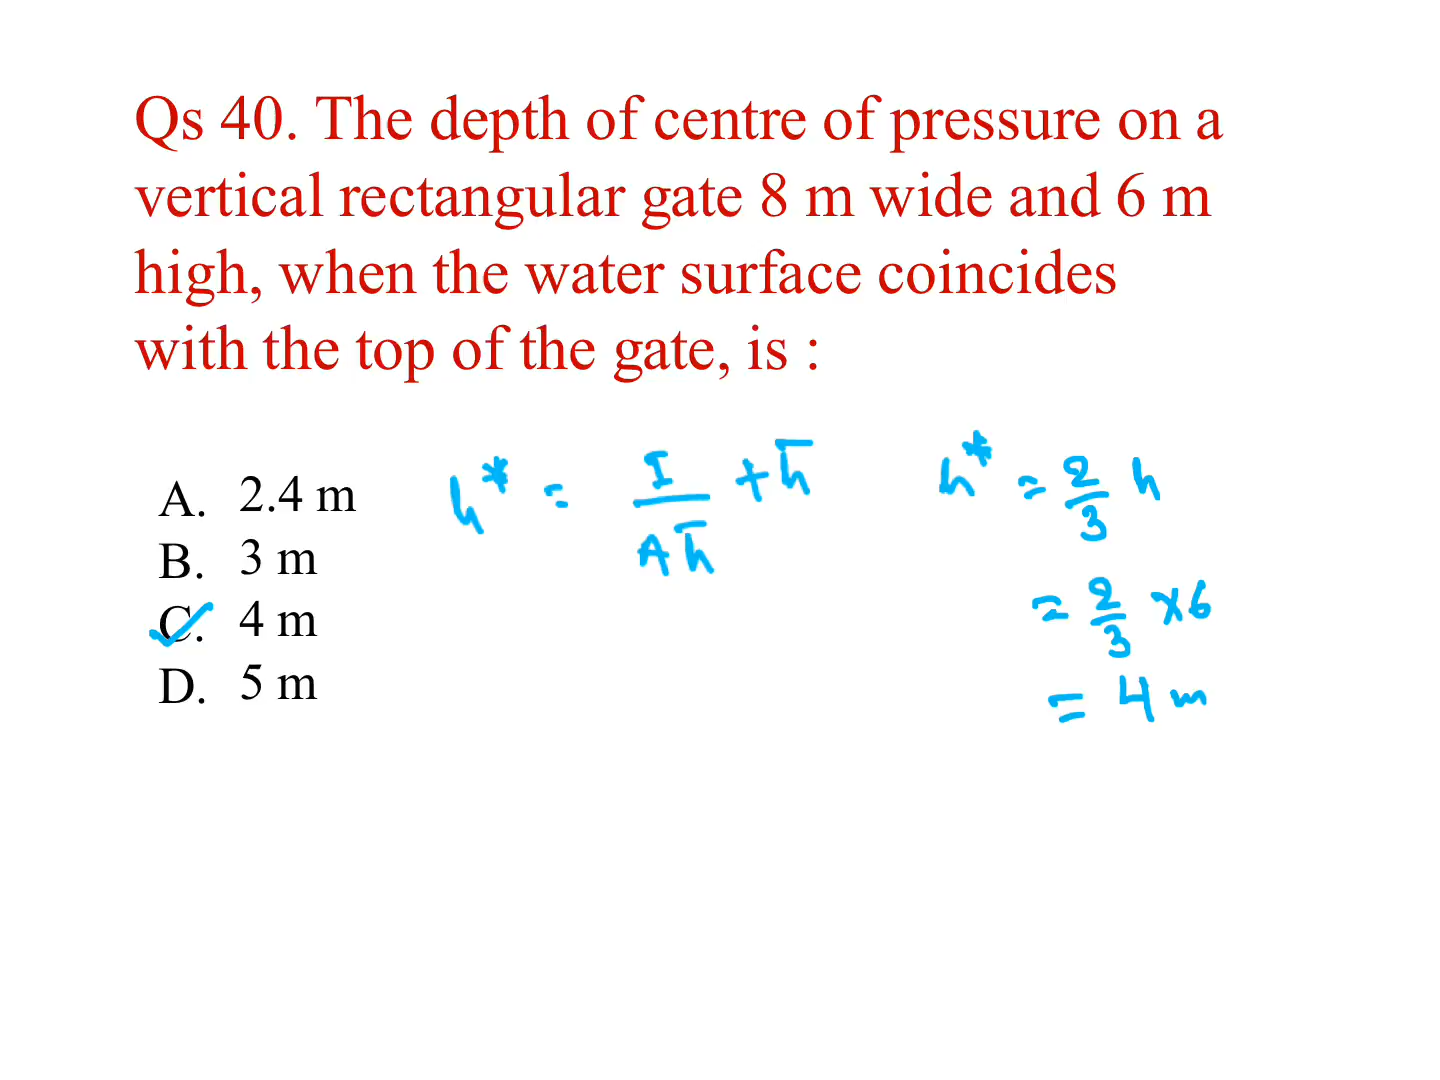 Qs 40. The depth of centre of pressure on a
vertical rectangular gate 8 m wide and 6 m
high, when the water surface coincides
with the top of the gate, is :
A. 2.4 m
B. 3 m
C. 4 m
D. 5 m
h* = I / A h̄ + h̄
h* = 2/3 h
= 2/3 × 6
= 4 m